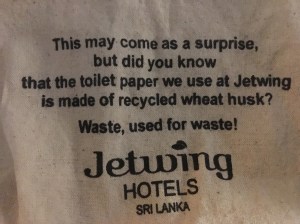 This may come as a surprise,
but did you know
that the toilet paper we use at Jetwing
is made of recycled wheat husk?
Waste, used for waste!
Jetwing
HOTELS
SRI LANKA